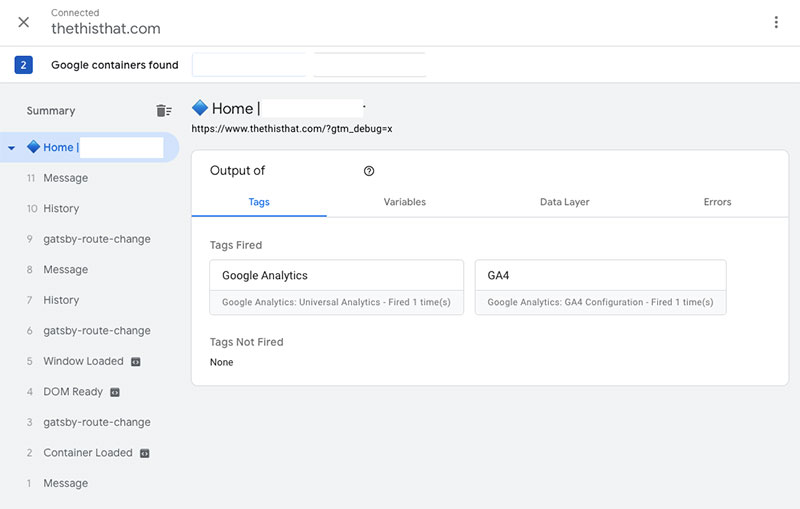 Connected
thethisthat.com
2 Google containers found
Summary
Home |
11 Message
10 History
9 gatsby-route-change
8 Message
7 History
6 gatsby-route-change
5 Window Loaded
4 DOM Ready
3 gatsby-route-change
2 Container Loaded
1 Message
Home |
https://www.thethisthat.com/?gtm_debug=x
Output of
Tags Variables Data Layer Errors
Tags Fired
Google Analytics
Google Analytics: Universal Analytics - Fired 1 time(s)
GA4
Google Analytics: GA4 Configuration - Fired 1 time(s)
Tags Not Fired
None